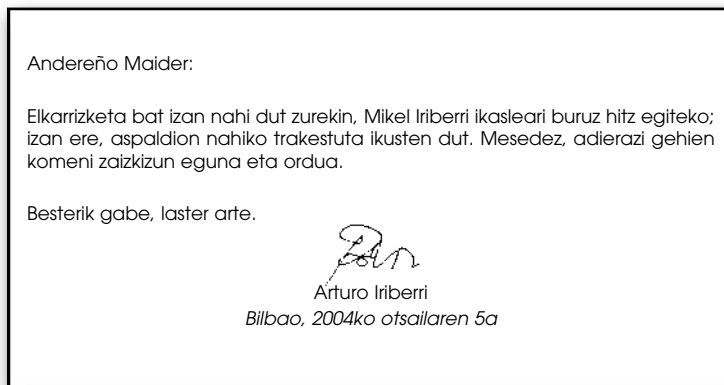 Andereño Maider:
Elkarrizketa bat izan nahi dut zurekin, Mikel Iriberri ikasleari buruz hitz egiteko;
izan ere, aspaldion nahiko trakestuta ikusten dut. Mesedez, adierazi gehien
komeni zaizkizun eguna eta ordua.
Besterik gabe, laster arte.
Arturo Iriberri
Bilbao, 2004ko otsailaren 5a